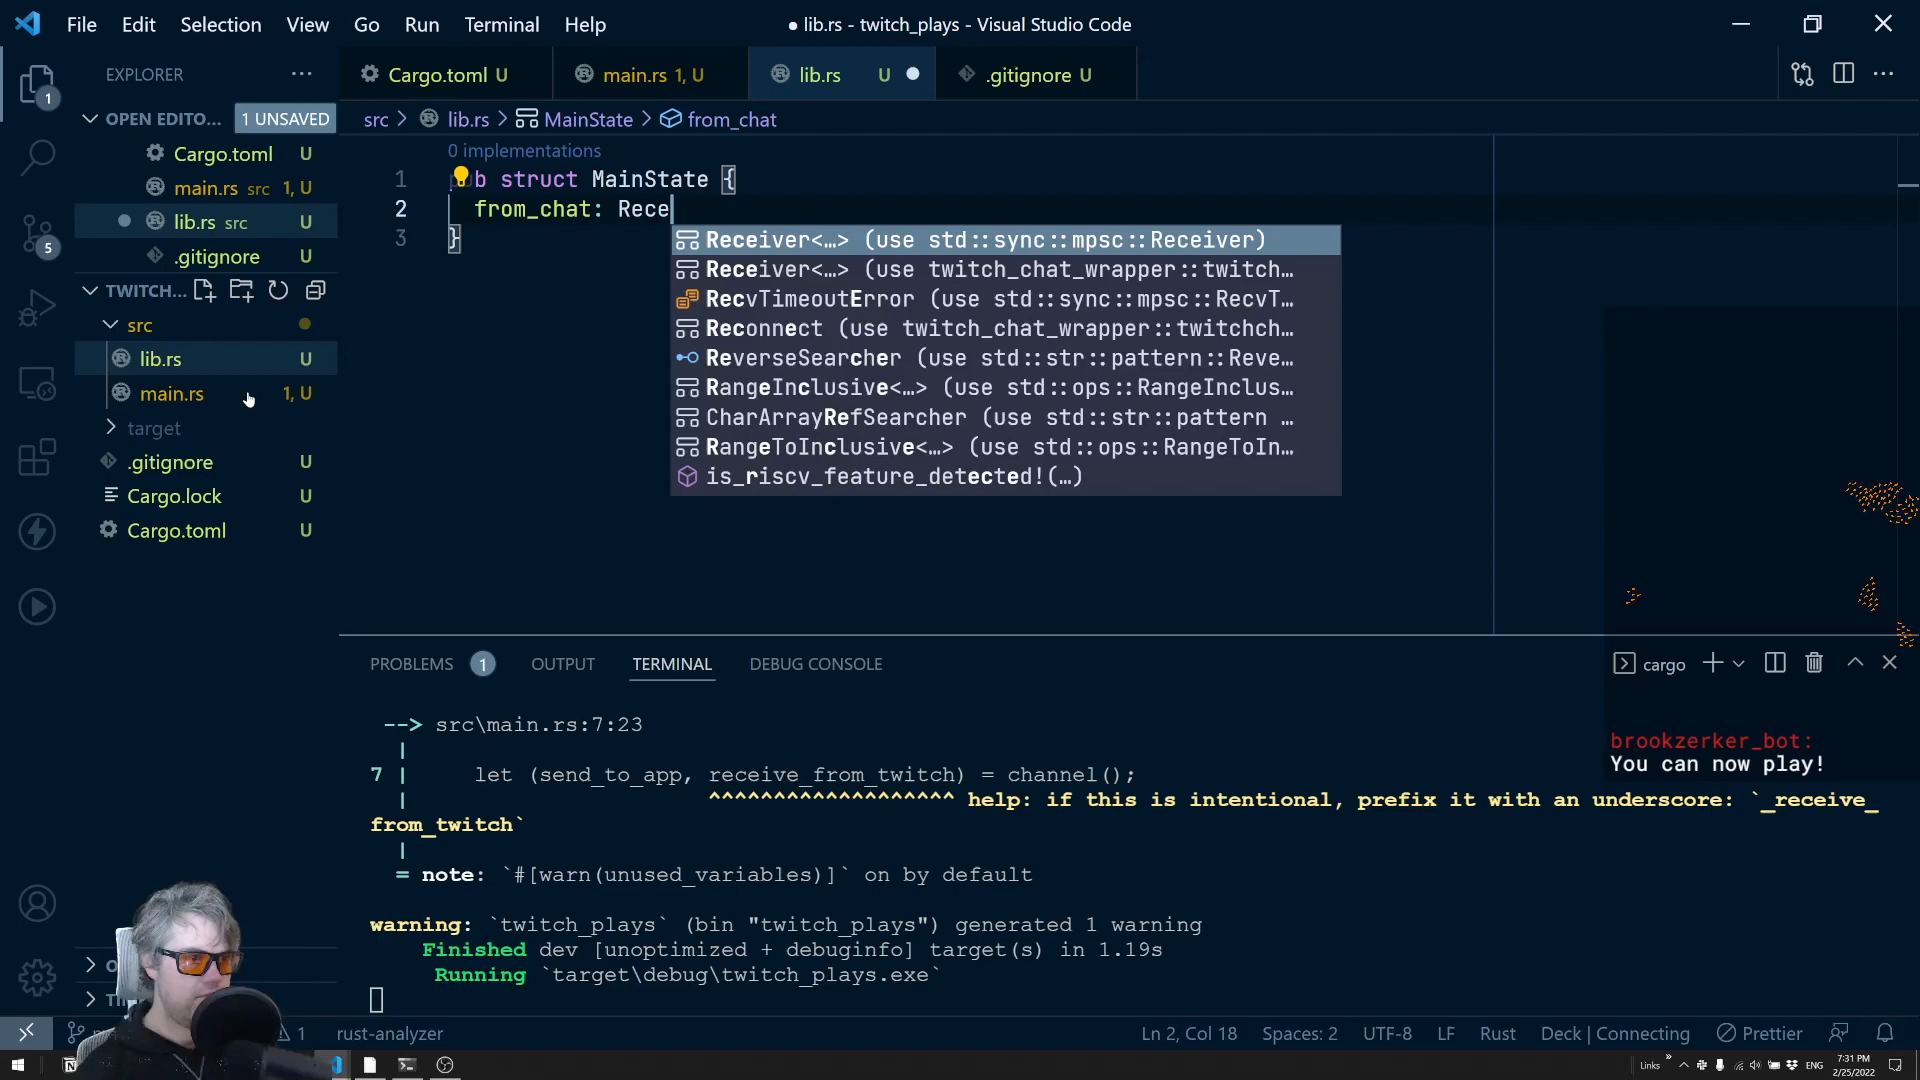 File Edit Selection View Go Run Terminal Help
● lib.rs - twitch_plays - Visual Studio Code
EXPLORER
Cargo.toml U
main.rs 1, U
lib.rs U
.gitignore U
1
OPEN EDITO... 1 UNSAVED
src > lib.rs > MainState > from_chat
Cargo.toml U
main.rs src 1, U
lib.rs src U
.gitignore U
5
TWITCH...
src
lib.rs U
main.rs 1, U
target
.gitignore U
Cargo.lock U
Cargo.toml U
0 implementations
1 b struct MainState {
2 from_chat: Rece
3 }
Receiver<…> (use std::sync::mpsc::Receiver)
Receiver<…> (use twitch_chat_wrapper::twitch…
RecvTimeoutError (use std::sync::mpsc::RecvT…
Reconnect (use twitch_chat_wrapper::twitchch…
ReverseSearcher (use std::str::pattern::Reve…
RangeInclusive<…> (use std::ops::RangeInclus…
CharArrayRefSearcher (use std::str::pattern …
RangeToInclusive<…> (use std::ops::RangeToIn…
is_riscv_feature_detected!(…)
PROBLEMS 1 OUTPUT TERMINAL DEBUG CONSOLE
cargo
--> src\main.rs:7:23
|
7 | let (send_to_app, receive_from_twitch) = channel();
| ^^^^^^^^^^^^^^^^^^^ help: if this is intentional, prefix it with an underscore: `_receive_
from_twitch`
|
= note: `#[warn(unused_variables)]` on by default
warning: `twitch_plays` (bin "twitch_plays") generated 1 warning
Finished dev [unoptimized + debuginfo] target(s) in 1.19s
Running `target\debug\twitch_plays.exe`
brookzerker_bot:
You can now play!
1 rust-analyzer
Ln 2, Col 18 Spaces: 2 UTF-8 LF Rust Deck | Connecting Prettier
Links » ENG 7:31 PM
2/25/2022